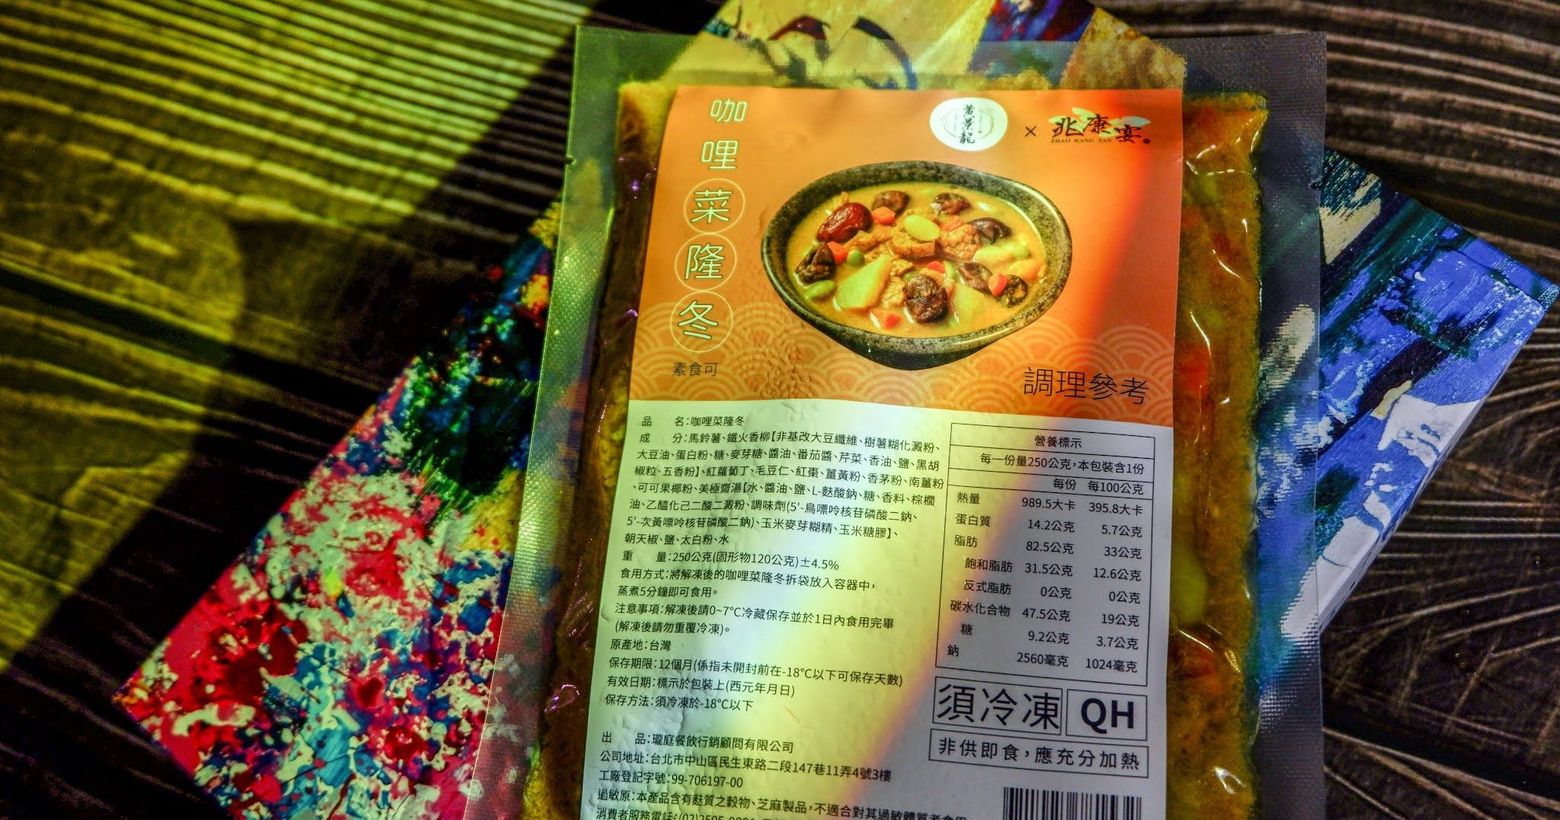 咖哩菜隆冬
素食可
黃橙龍 × 兆康宴
ZHAO KANG YAN
調理參考
品　名:咖哩菜隆冬
成　分:馬鈴薯、鐵火香柳【非基改大豆纖維、樹薯糊化澱粉、
大豆油、蛋白粉、糖、麥芽糖、醬油、番茄醬、芹菜、香油、鹽、黑胡
椒粒、五香粉】、紅蘿蔔丁、毛豆仁、紅棗、薑黃粉、香茅粉、南薑粉
、可可果椰粉、美極齋湯【水、醬油、鹽、L-麩酸鈉、糖、香料、棕櫚
油、乙醯化己二酸二澱粉、調味劑(5'-鳥嘌呤核苷磷酸二鈉、
5'-次黃嘌呤核苷磷酸二鈉)、玉米麥芽糊精、玉米糖膠】、
朝天椒、鹽、太白粉、水
重　量:250公克(固形物120公克)±4.5%
食用方式:將解凍後的咖哩菜隆冬拆袋放入容器中，
蒸煮5分鐘即可食用。
注意事項:解凍後請0~7°C冷藏保存並於1日內食用完畢
(解凍後請勿重覆冷凍)。
原產地:台灣
保存期限:12個月(係指未開封前在-18°C以下可保存天數)
有效日期:標示於包裝上(西元年月日)
保存方法:須冷凍於-18°C以下
出　品:瓏庭餐飲行銷顧問有限公司
公司地址:台北市中山區民生東路二段147巷11弄4號3樓
工廠登記字號:99-706197-00
過敏原:本產品含有麩質之穀物、芝麻製品，不適合對其過敏體質者食用
消費者服務電話:(02)2505-
營養標示
每一份量250公克，本包裝含1份
每份 每100公克
熱量 989.5大卡 395.8大卡
蛋白質 14.2公克 5.7公克
脂肪 82.5公克 33公克
飽和脂肪 31.5公克 12.6公克
反式脂肪 0公克 0公克
碳水化合物 47.5公克 19公克
糖 9.2公克 3.7公克
鈉 2560毫克 1024毫克
須冷凍 QH
非供即食，應充分加熱